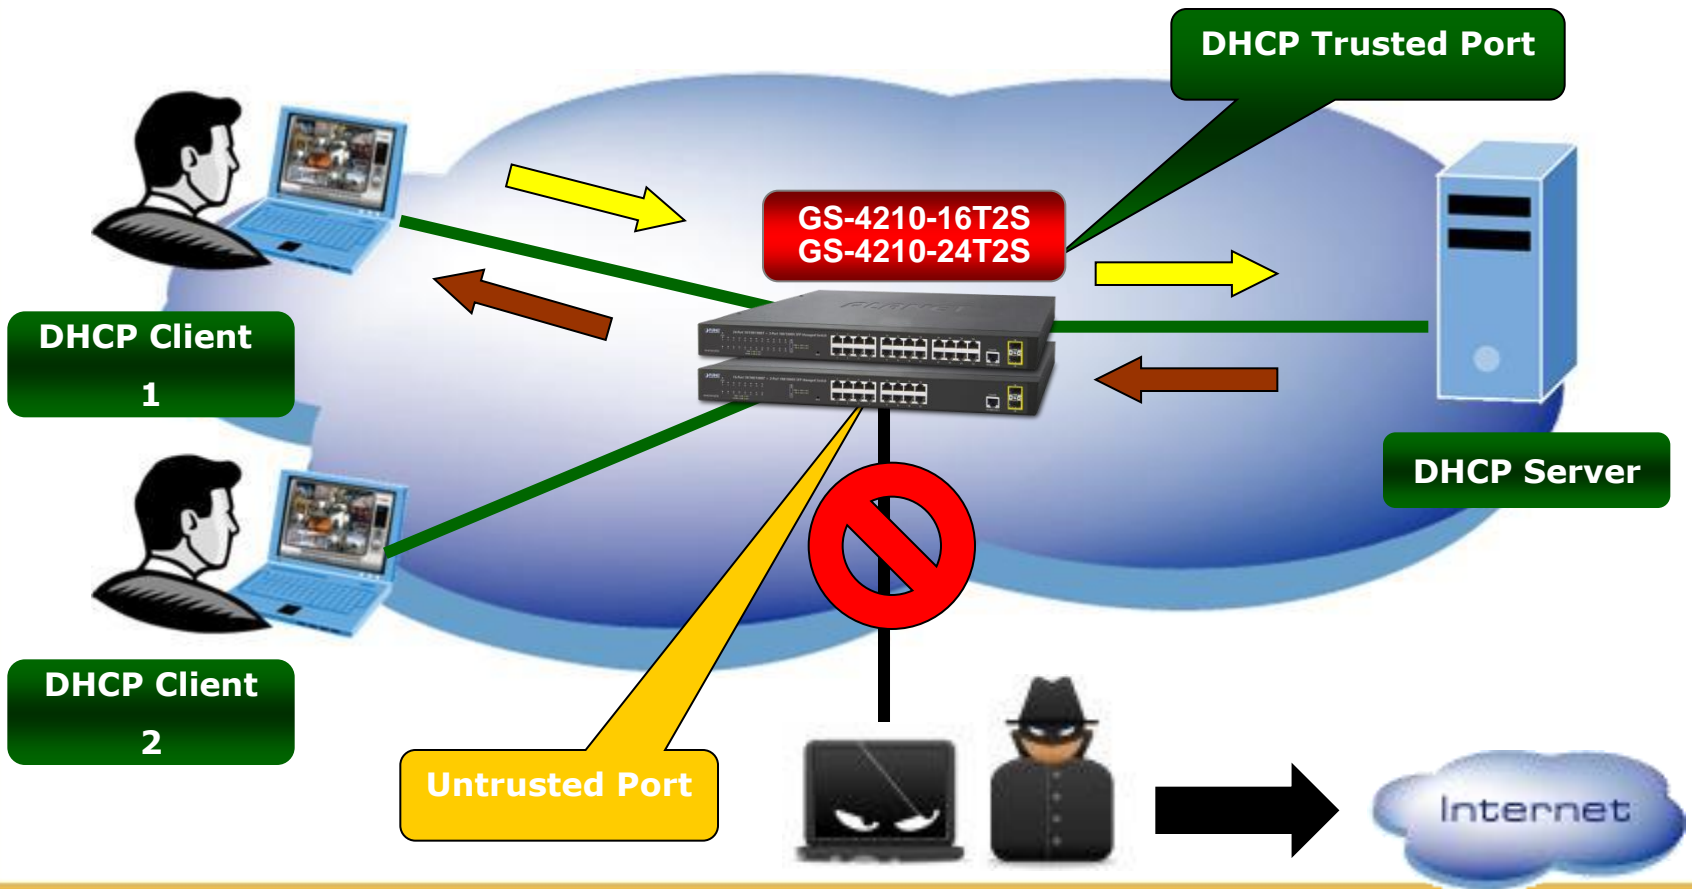 DHCP Trusted Port
GS-4210-16T2S
GS-4210-24T2S
DHCP Client
1
DHCP Server
DHCP Client
2
Untrusted Port
Internet
PLANET